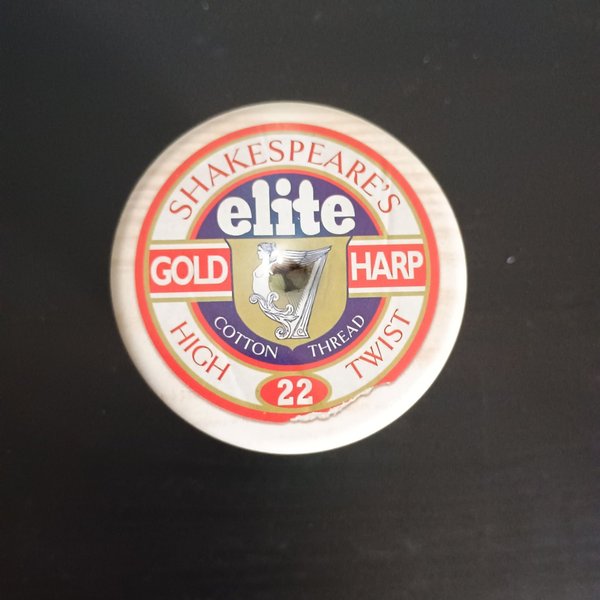 SHAKESPEARE'S
elite
GOLD HARP
COTTON THREAD
HIGH TWIST
22